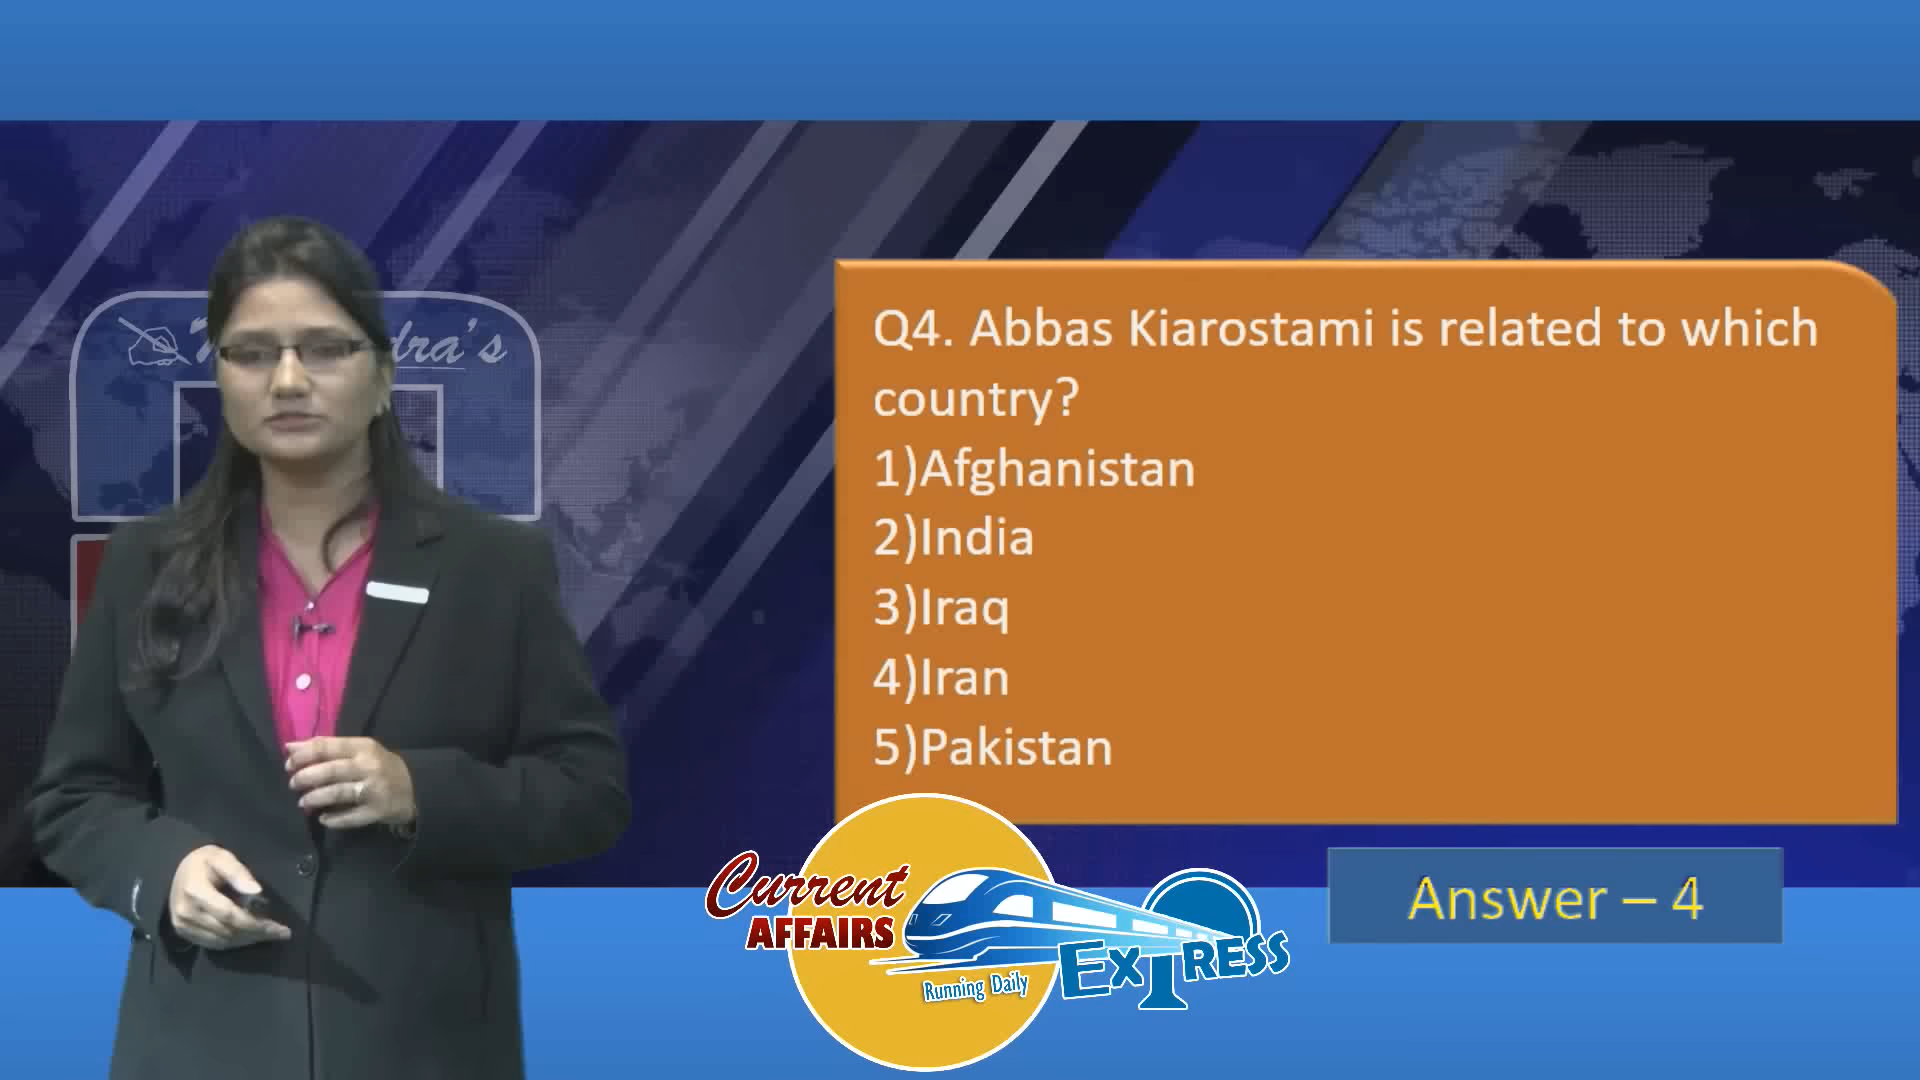 dra's
Q4. Abbas Kiarostami is related to which
country?
1)Afghanistan
2)India
3)Iraq
4)Iran
5)Pakistan
Answer – 4
Current
AFFAIRS
Running Daily
ExPRESS